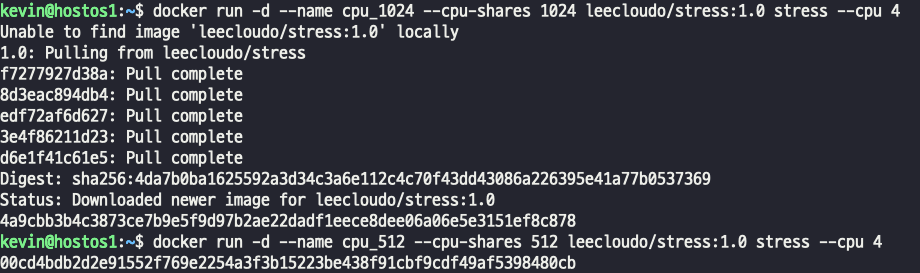 kevin@hostos1:~$ docker run -d --name cpu_1024 --cpu-shares 1024 leecloudo/stress:1.0 stress --cpu 4
Unable to find image 'leecloudo/stress:1.0' locally
1.0: Pulling from leecloudo/stress
f7277927d38a: Pull complete
8d3eac894db4: Pull complete
edf72af6d627: Pull complete
3e4f86211d23: Pull complete
d6e1f41c61e5: Pull complete
Digest: sha256:4da7b0ba1625592a3d34c3a6e112c4c70f43dd43086a226395e41a77b0537369
Status: Downloaded newer image for leecloudo/stress:1.0
4a9cbb3b4c3873ce7b9e5f9d97b2ae22dadf1eece8dee06a06e5e3151ef8c878
kevin@hostos1:~$ docker run -d --name cpu_512 --cpu-shares 512 leecloudo/stress:1.0 stress --cpu 4
00cd4bdb2d2e91552f769e2254a3f3b15223be438f91cbf9cdf49af5398480cb